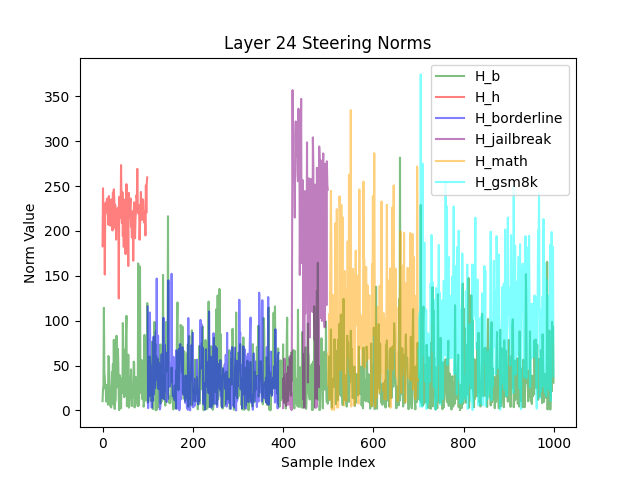 Layer 24 Steering Norms
H_b
H_h
H_borderline
H_jailbreak
H_math
H_gsm8k
Norm Value
350
300
250
200
150
100
50
0
0 200 400 600 800 1000
Sample Index